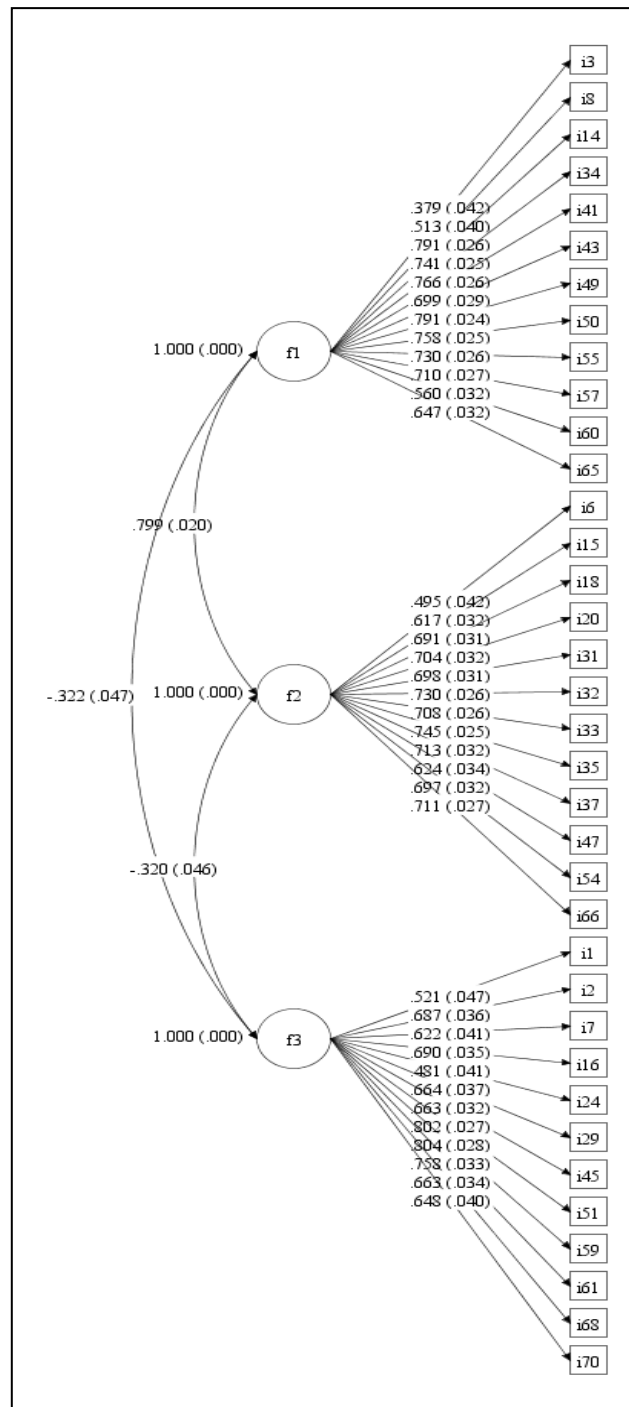 i3
i8
i14
i34
.379 (.042)
i41
.513 (.040)
.791 (.026)
i43
.741 (.025)
.766 (.026)
i49
.699 (.029)
.791 (.024)
i50
.758 (.025)
1.000 (.000)
f1
.730 (.026)
i55
.710 (.027)
i57
.560 (.032)
.647 (.032)
i60
i65
i6
.799 (.020)
i15
i18
.495 (.042)
.617 (.032)
i20
.691 (.031)
.704 (.032)
i31
.698 (.031)
-.322 (.047)
1.000 (.000)
f2
.730 (.026)
i32
.708 (.026)
i33
.745 (.025)
.713 (.032)
i35
.624 (.034)
.697 (.032)
i37
.711 (.027)
i47
-.320 (.046)
i54
i66
i1
i2
.521 (.047)
.687 (.036)
i7
.622 (.041)
1.000 (.000)
f3
.690 (.035)
i16
.481 (.041)
.664 (.037)
i24
.663 (.032)
.802 (.027)
i29
.804 (.028)
.758 (.033)
i45
.663 (.034)
.648 (.040)
i51
i59
i61
i68
i70